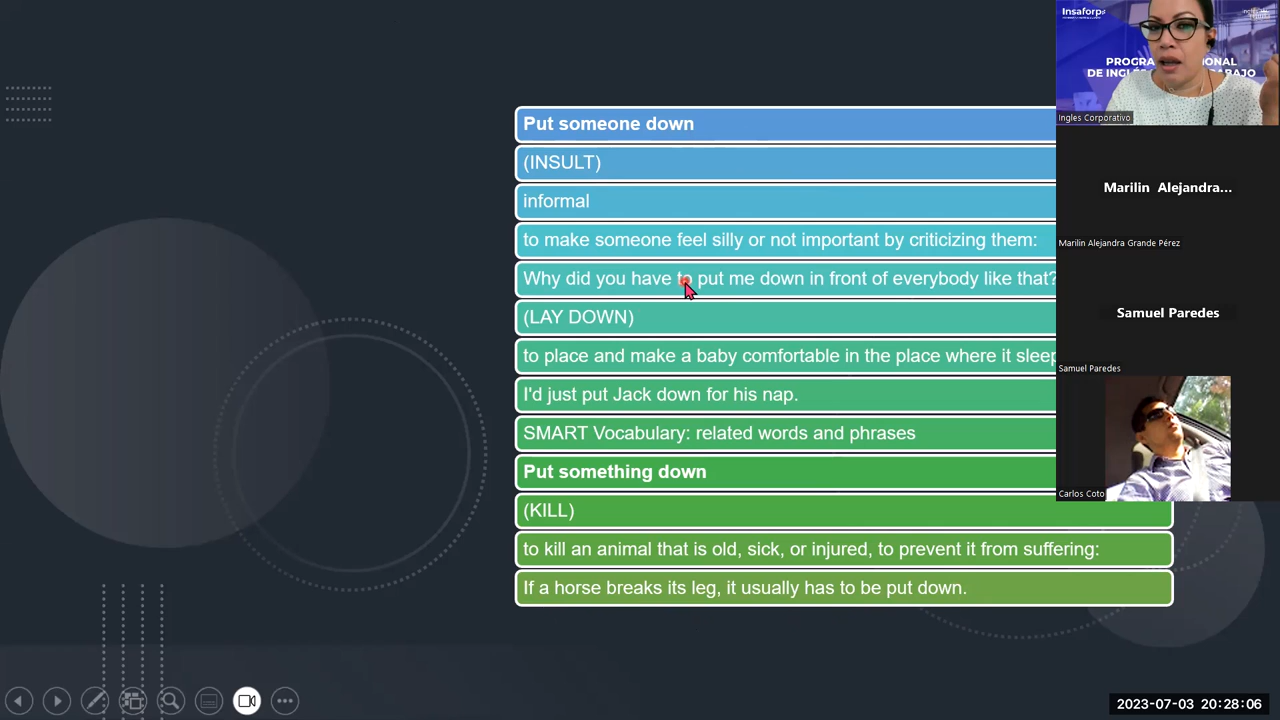 Put someone down
(INSULT)
informal
to make someone feel silly or not important by criticizing them:
Why did you have to put me down in front of everybody like that?
(LAY DOWN)
to place and make a baby comfortable in the place where it sleep
I'd just put Jack down for his nap.
SMART Vocabulary: related words and phrases
Put something down
(KILL)
to kill an animal that is old, sick, or injured, to prevent it from suffering:
If a horse breaks its leg, it usually has to be put down.
Insaforp
PROGRA ONAL
DE INGL BAJO
Ingles Corporativo
Marilin Alejandra...
Marilin Alejandra Grande Pérez
Samuel Paredes
Samuel Paredes
Carlos Coto
2023-07-03 20:28:06